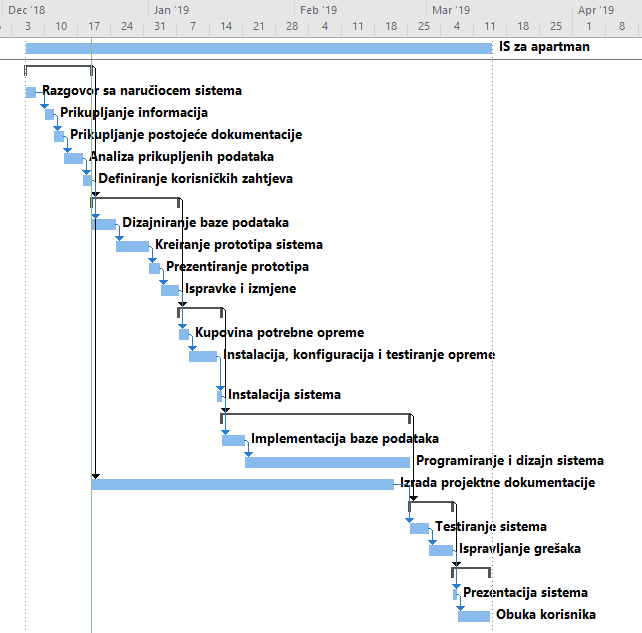 Dec '18 Jan '19 Feb '19 Mar '19 Apr '19
3 10 17 24 31 7 14 21 28 4 11 18 25 4 11 18 25 1 8
IS za apartman
Razgovor sa naručiocem sistema
Prikupljanje informacija
Prikupljanje postojeće dokumentacije
Analiza prikupljenih podataka
Definiranje korisničkih zahtjeva
Dizajniranje baze podataka
Kreiranje prototipa sistema
Prezentiranje prototipa
Ispravke i izmjene
Kupovina potrebne opreme
Instalacija, konfiguracija i testiranje opreme
Instalacija sistema
Implementacija baze podataka
Programiranje i dizajn sistema
Izrada projektne dokumentacije
Testiranje sistema
Ispravljanje grešaka
Prezentacija sistema
Obuka korisnika